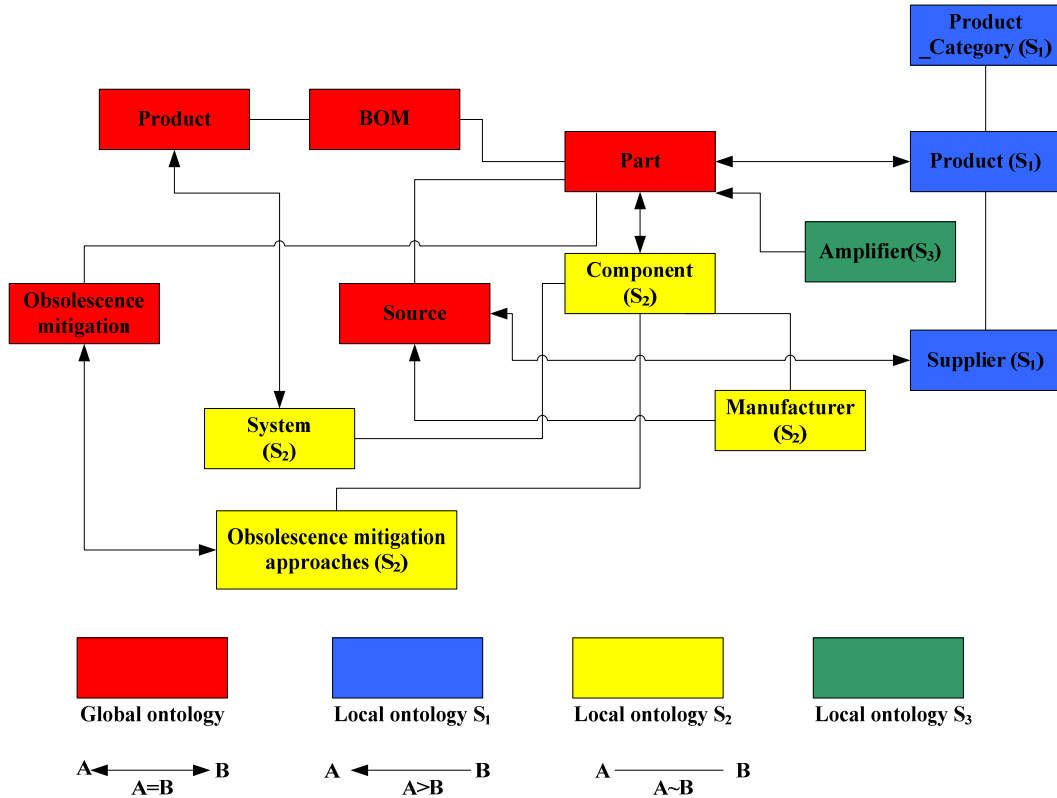 Product
_Category (S₁)
Product
BOM
Part
Product (S₁)
Amplifier(S₃)
Component
(S₂)
Obsolescence
mitigation
Source
Supplier (S₁)
System
(S₂)
Manufacturer
(S₂)
Obsolescence mitigation
approaches (S₂)
Global ontology
Local ontology S₁
Local ontology S₂
Local ontology S₃
A B
A=B
A B
A>B
A B
A~B